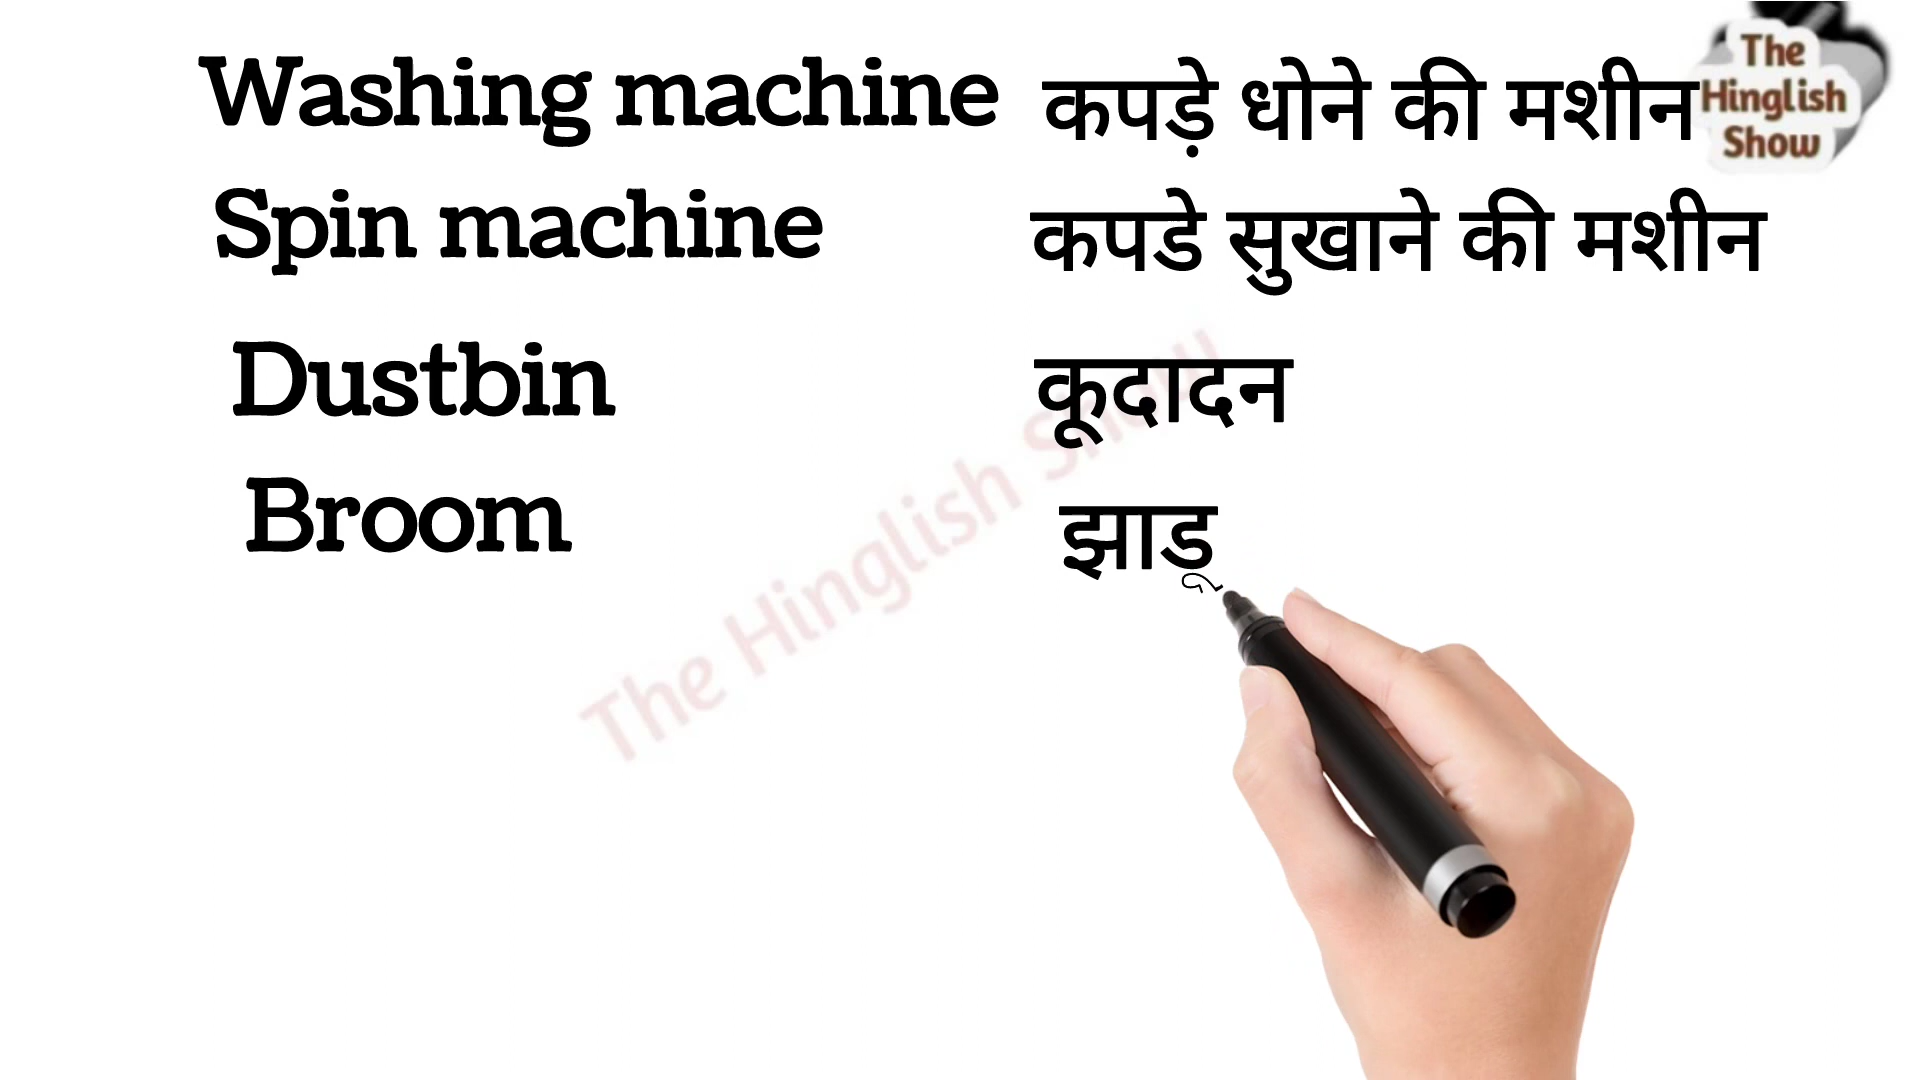 Washing machine कपड़े धोने की मशीन
The Hinglish Show
Spin machine कपडे सुखाने की मशीन
Dustbin कूदादन
Broom झाडू
The Hinglish Show